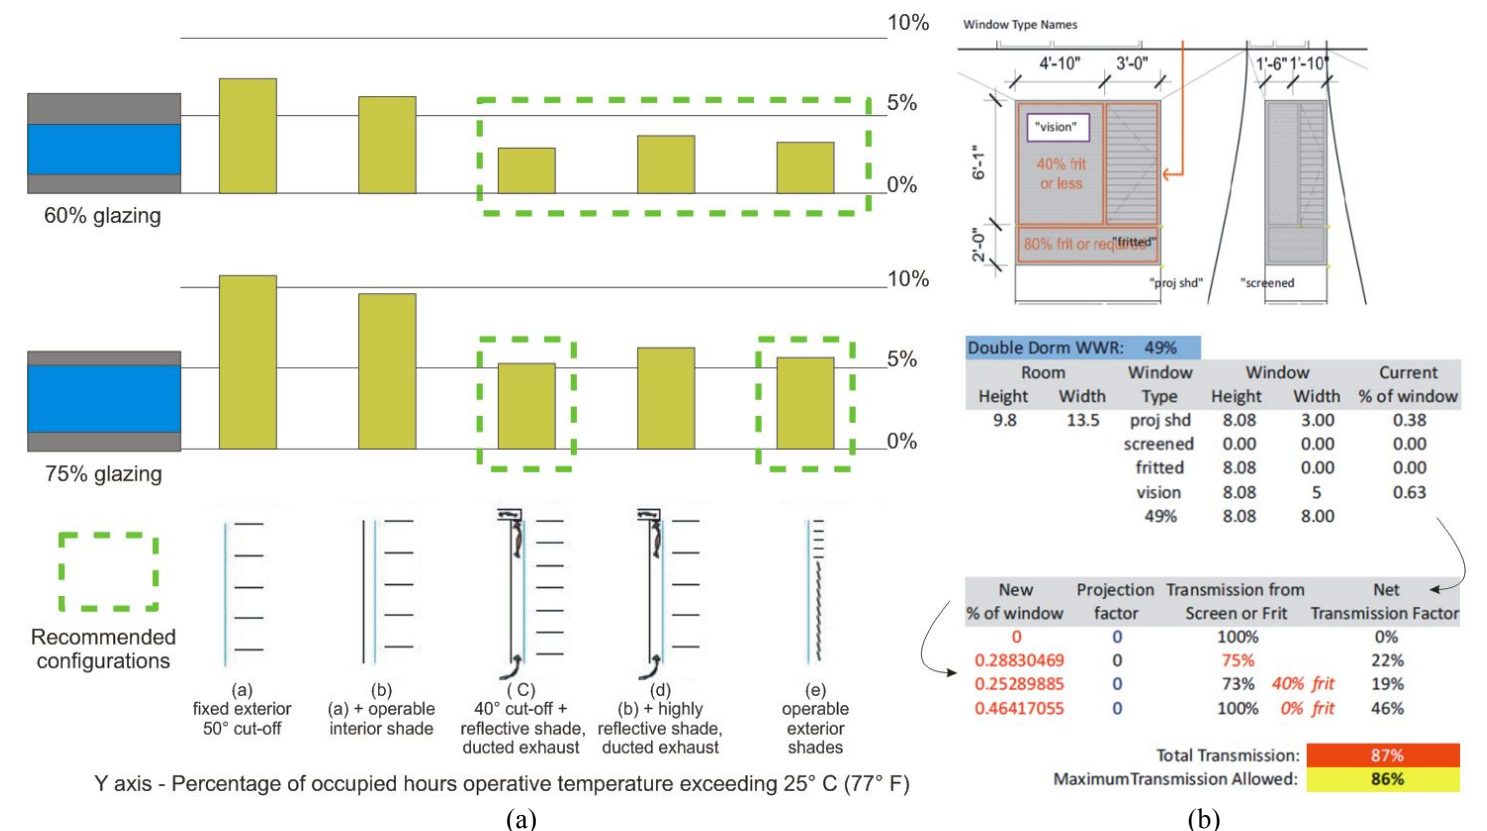 10%
5%
0%
60% glazing
10%
5%
0%
75% glazing
Recommended
configurations
(a)
fixed exterior
50° cut-off
(b)
(a) + operable
interior shade
( C)
40° cut-off +
reflective shade,
ducted exhaust
(d)
(b) + highly
reflective shade,
ducted exhaust
(e)
operable
exterior
shades
Y axis - Percentage of occupied hours operative temperature exceeding 25° C (77° F)
(a)
Window Type Names
4'-10" 3'-0" 1'-6" 1'-10"
"vision"
6'-1"
40% frit
or less
2'-0"
80% frit or required
"fritted"
"proj shd" "screened
Double Dorm WWR: 49%
Room Window Window Current
Height Width Type Height Width % of window
9.8 13.5 proj shd 8.08 3.00 0.38
screened 0.00 0.00 0.00
fritted 8.08 0.00 0.00
vision 8.08 5 0.63
49% 8.08 8.00
New Projection Transmission from Net
% of window factor Screen or Frit Transmission Factor
0 0 100% 0%
0.28830469 0 75% 22%
0.25289885 0 73% 40% frit 19%
0.46417055 0 100% 0% frit 46%
Total Transmission: 87%
MaximumTransmission Allowed: 86%
(b)